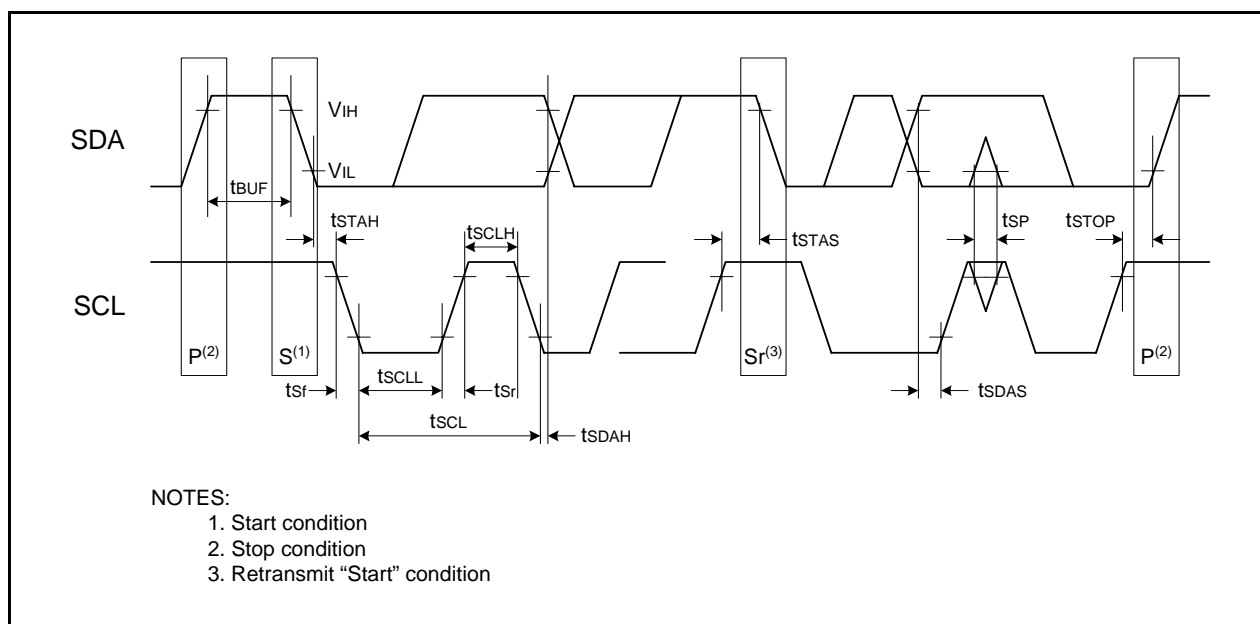 SDA
VIH
VIL
tBUF
tSTAH
tSCLH
tSTAS
tSP
tSTOP
SCL
P(2)
S(1)
Sr(3)
P(2)
tSf
tSCLL
tSr
tSDAS
tSCL
tSDAH
NOTES:
1. Start condition
2. Stop condition
3. Retransmit “Start” condition